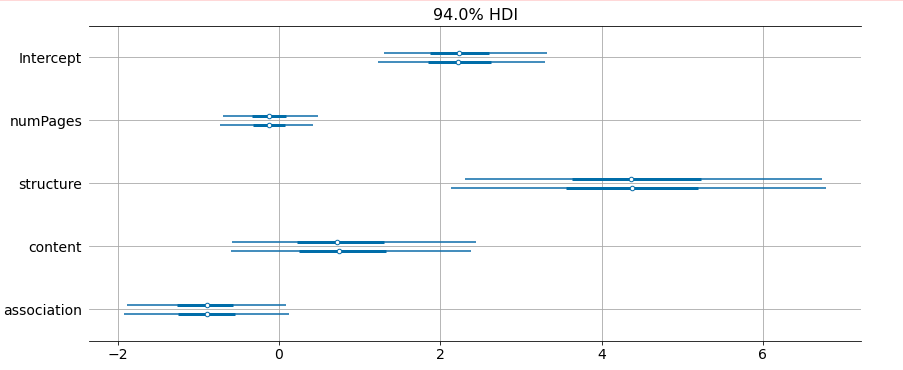 94.0% HDI
Intercept
numPages
structure
content
association
−2 0 2 4 6